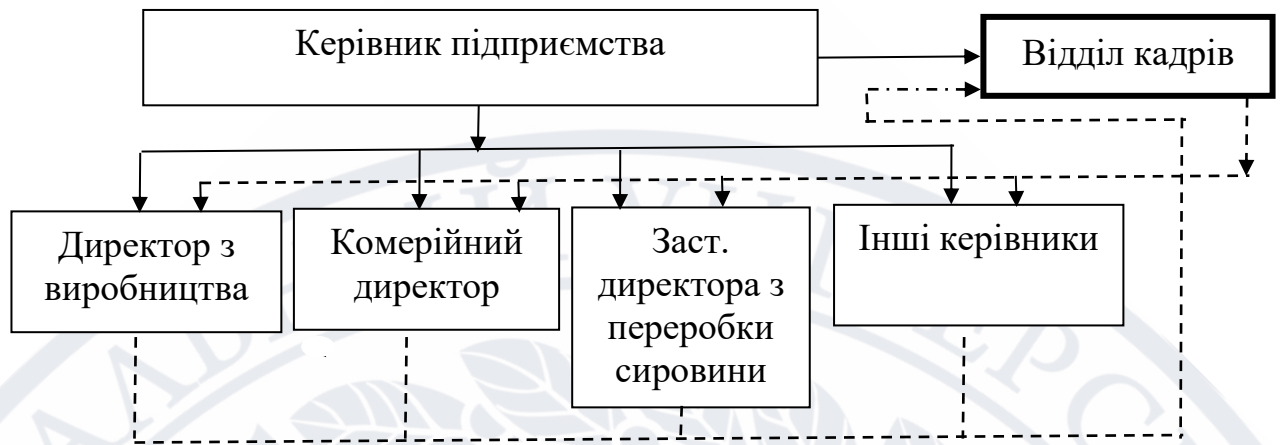 Керівник підприємства
Відділ кадрів
Директор з
виробництва
Комерійний
директор
Заст.
директора з
переробки
сировини
Інші керівники